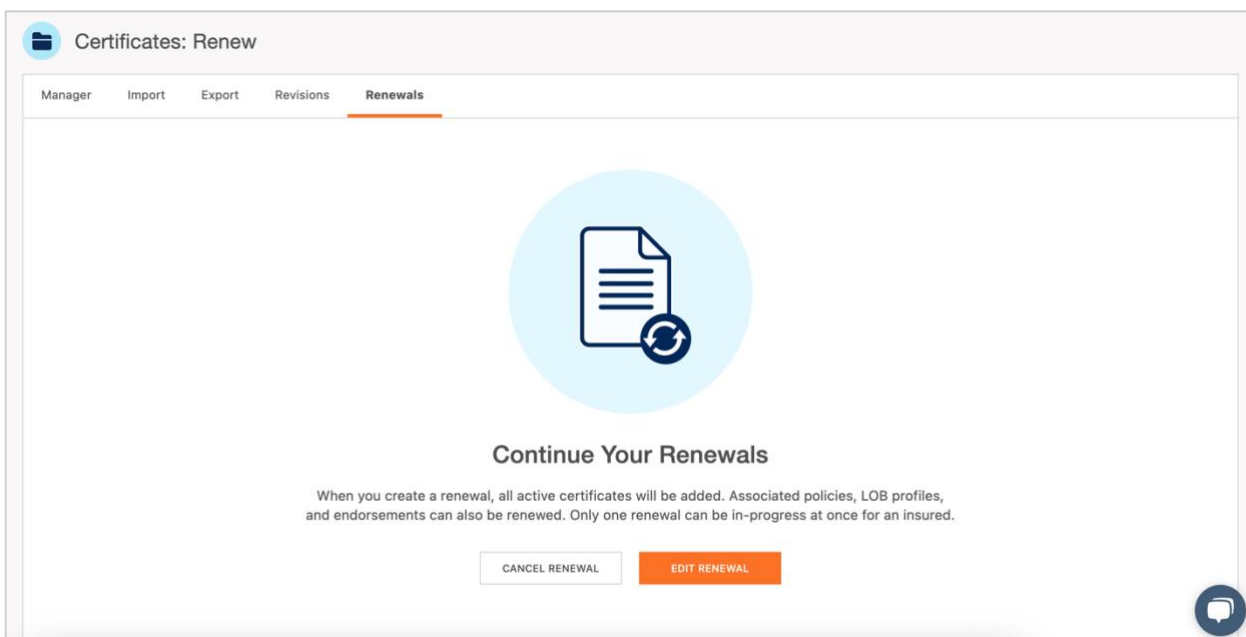 Certificates: Renew
Manager Import Export Revisions Renewals
Continue Your Renewals
When you create a renewal, all active certificates will be added. Associated policies, LOB profiles,
and endorsements can also be renewed. Only one renewal can be in-progress at once for an insured.
CANCEL RENEWAL EDIT RENEWAL